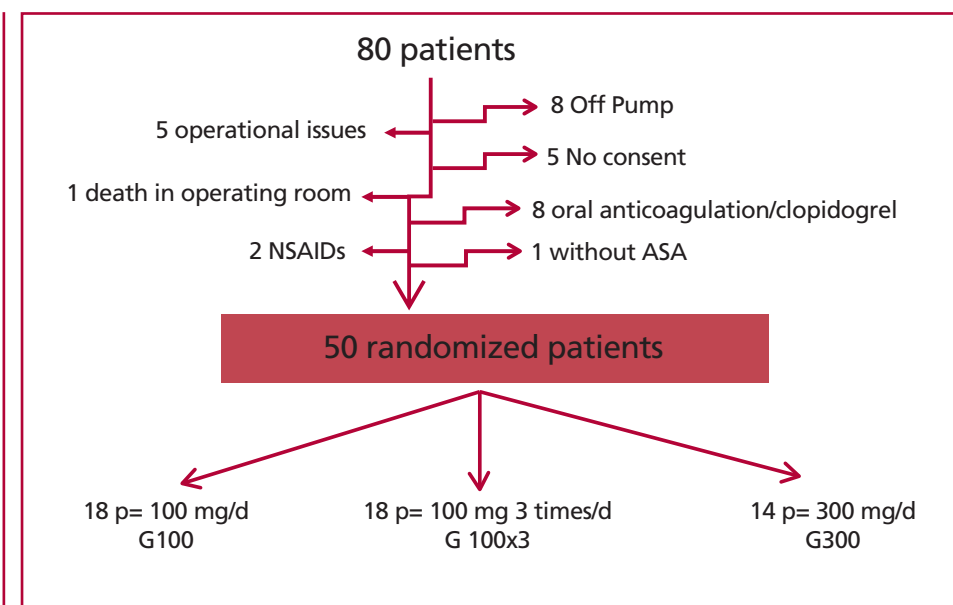 80 patients
8 Off Pump
5 operational issues
5 No consent
1 death in operating room
8 oral anticoagulation/clopidogrel
2 NSAIDs
1 without ASA
50 randomized patients
18 p= 100 mg/d
G100
18 p= 100 mg 3 times/d
G 100x3
14 p= 300 mg/d
G300